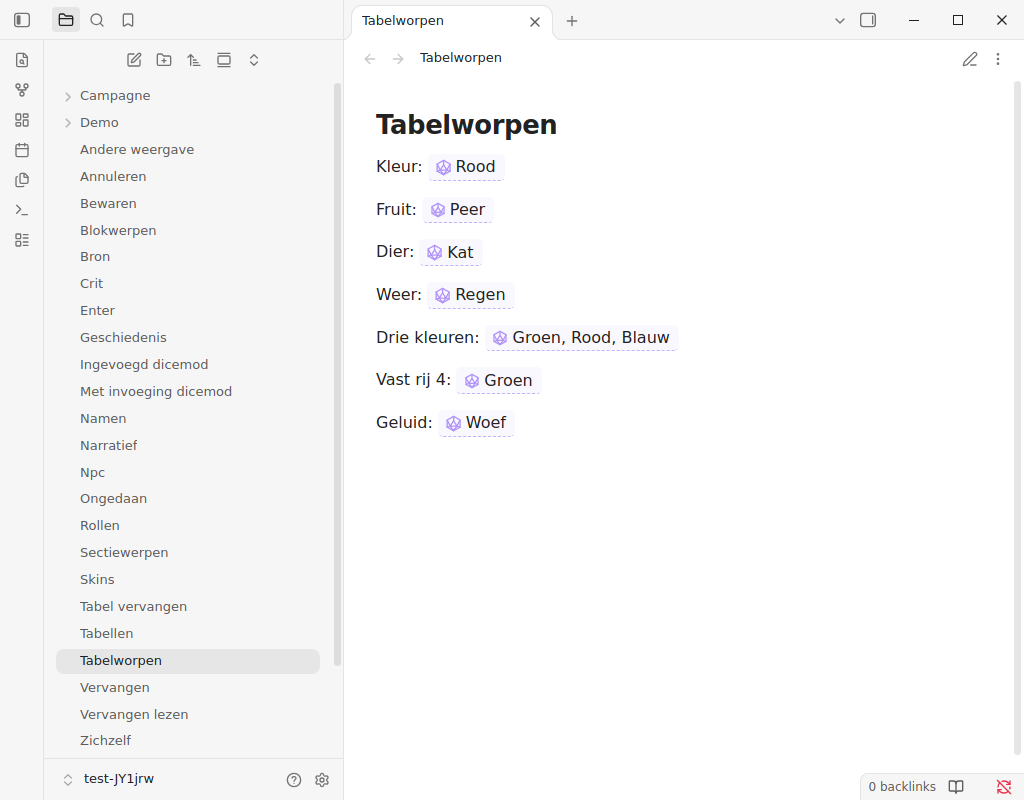 Tabelworpen
Tabelworpen
Campagne
Demo
Andere weergave
Annuleren
Bewaren
Blokwerpen
Bron
Crit
Enter
Geschiedenis
Ingevoegd dicemod
Met invoeging dicemod
Namen
Narratief
Npc
Ongedaan
Rollen
Sectiewerpen
Skins
Tabel vervangen
Tabellen
Tabelworpen
Vervangen
Vervangen lezen
Zichzelf
test-JY1jrw
Tabelworpen
Kleur: Rood
Fruit: Peer
Dier: Kat
Weer: Regen
Drie kleuren: Groen, Rood, Blauw
Vast rij 4: Groen
Geluid: Woef
0 backlinks